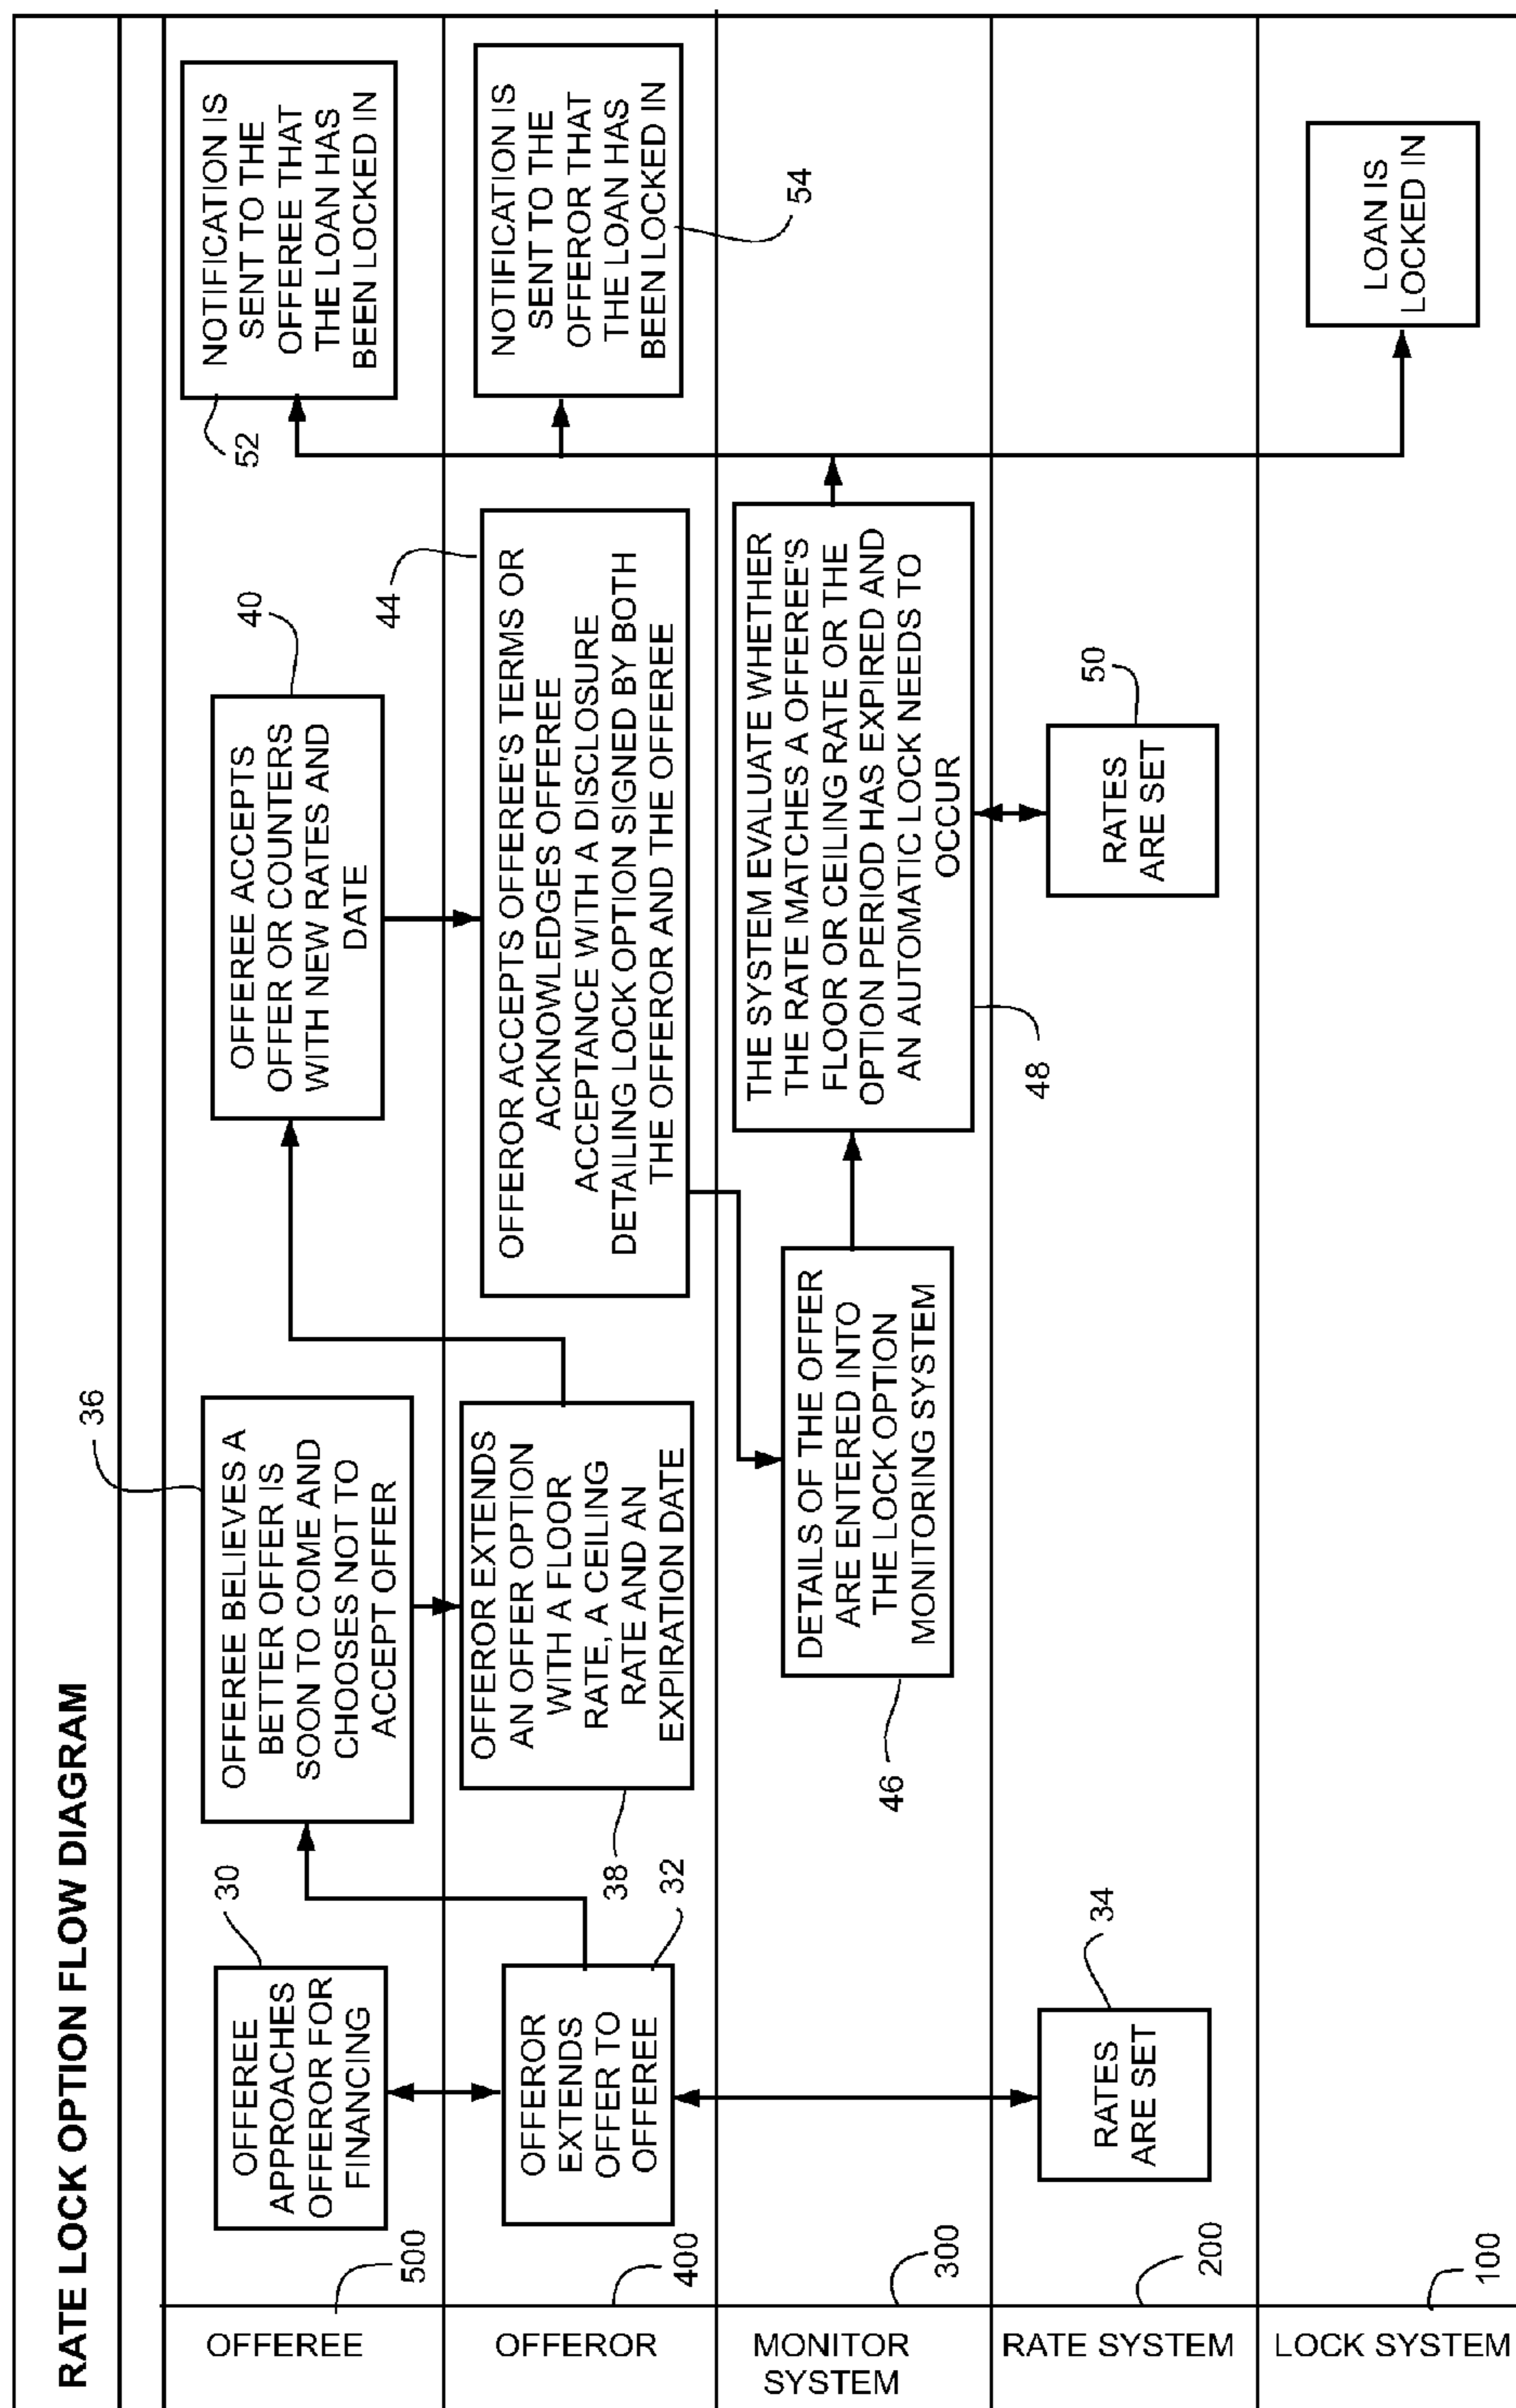 RATE LOCK OPTION FLOW DIAGRAM
OFFEREE
500
OFFEREE
APPROACHES
OFFEROR FOR
FINANCING
30
OFFEREE BELIEVES A
BETTER OFFER IS
SOON TO COME AND
CHOOSES NOT TO
ACCEPT OFFER
36
OFFEREE ACCEPTS
OFFER OR COUNTERS
WITH NEW RATES AND
DATE
40
NOTIFICATION IS
SENT TO THE
OFFEREE THAT
THE LOAN HAS
BEEN LOCKED IN
52
OFFEROR
400
OFFEROR
EXTENDS
OFFER TO
OFFEREE
32
OFFEROR EXTENDS
AN OFFER OPTION
WITH A FLOOR
RATE, A CEILING
RATE AND AN
EXPIRATION DATE
38
OFFEROR ACCEPTS OFFEREE'S TERMS OR
ACKNOWLEDGES OFFEREE
ACCEPTANCE WITH A DISCLOSURE
DETAILING LOCK OPTION SIGNED BY BOTH
THE OFFEROR AND THE OFFEREE
44
NOTIFICATION IS
SENT TO THE
OFFEROR THAT
THE LOAN HAS
BEEN LOCKED IN
54
MONITOR
SYSTEM
300
DETAILS OF THE OFFER
ARE ENTERED INTO
THE LOCK OPTION
MONITORING SYSTEM
46
THE SYSTEM EVALUATE WHETHER
THE RATE MATCHES A OFFEREE'S
FLOOR OR CEILING RATE OR THE
OPTION PERIOD HAS EXPIRED AND
AN AUTOMATIC LOCK NEEDS TO
OCCUR
48
RATE SYSTEM
200
RATES
ARE SET
34
RATES
ARE SET
50
LOCK SYSTEM
100
LOAN IS
LOCKED IN